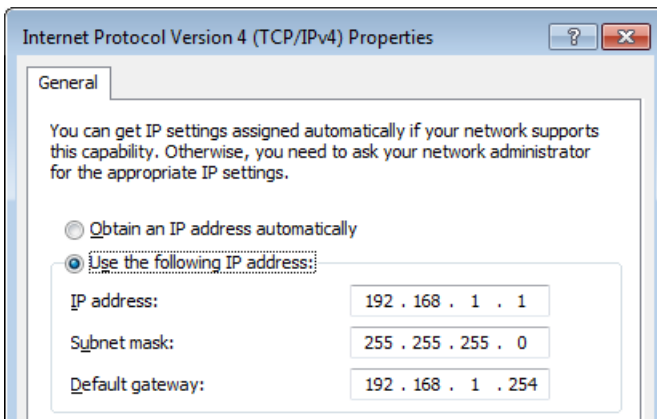 Internet Protocol Version 4 (TCP/IPv4) Properties
General
You can get IP settings assigned automatically if your network supports
this capability. Otherwise, you need to ask your network administrator
for the appropriate IP settings.
Obtain an IP address automatically
Use the following IP address:
IP address: 192 . 168 . 1 . 1
Subnet mask: 255 . 255 . 255 . 0
Default gateway: 192 . 168 . 1 . 254